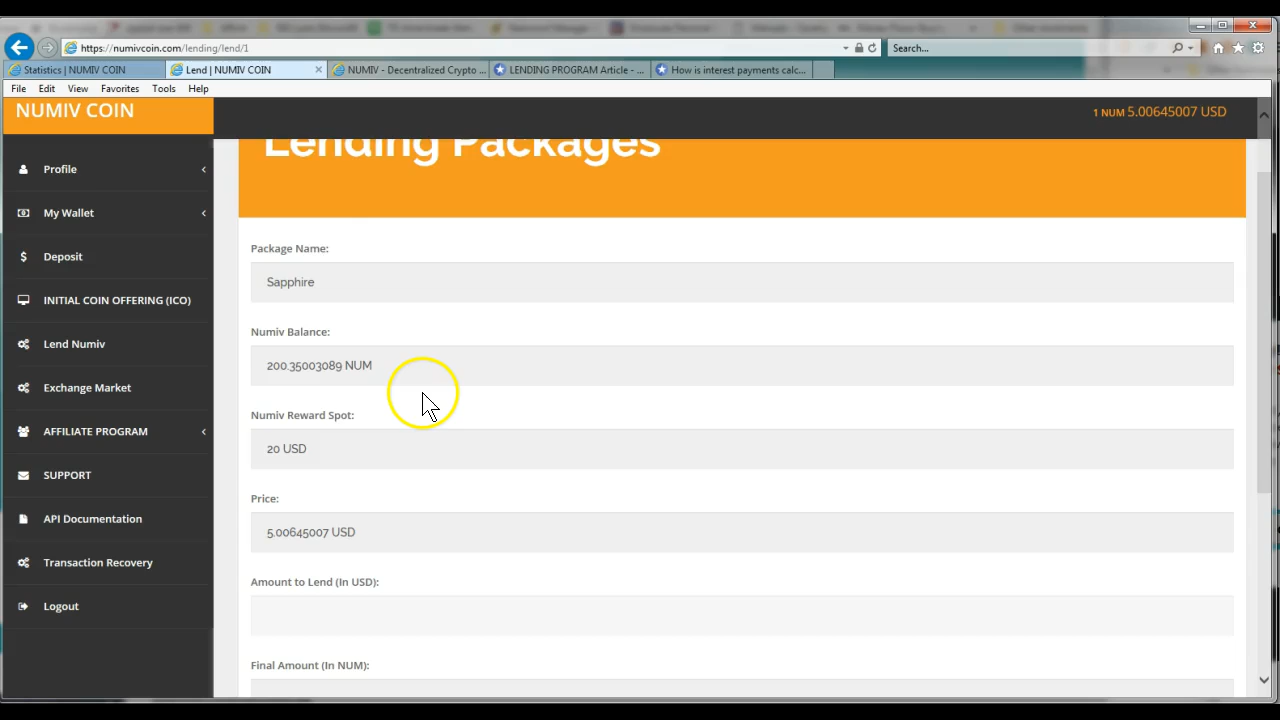 https://numivcoin.com/lending/lend/1
Search...
Statistics | NUMIV COIN
Lend | NUMIV COIN
NUMIV - Decentralized Crypto ...
LENDING PROGRAM Article - ...
How is interest payments calc...
File Edit View Favorites Tools Help
NUMIV COIN
1 NUM 5.00645007 USD
Profile
My Wallet
Deposit
INITIAL COIN OFFERING (ICO)
Lend Numiv
Exchange Market
AFFILIATE PROGRAM
SUPPORT
API Documentation
Transaction Recovery
Logout
Lending Packages
Package Name:
Sapphire
Numiv Balance:
200.35003089 NUM
Numiv Reward Spot:
20 USD
Price:
5.00645007 USD
Amount to Lend (In USD):
Final Amount (In NUM):